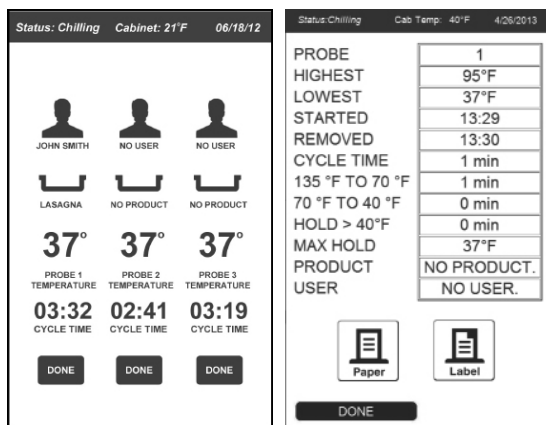 Status: Chilling Cabinet: 21°F 06/18/12
JOHN SMITH NO USER NO USER
LASAGNA NO PRODUCT NO PRODUCT
37° 37° 37°
PROBE 1 PROBE 2 PROBE 3
TEMPERATURE TEMPERATURE TEMPERATURE
03:32 02:41 03:19
CYCLE TIME CYCLE TIME CYCLE TIME
DONE DONE DONE
Status:Chilling Cab Temp: 40°F 4/26/2013
PROBE 1
HIGHEST 95°F
LOWEST 37°F
STARTED 13:29
REMOVED 13:30
CYCLE TIME 1 min
135 °F TO 70 °F 1 min
70 °F TO 40 °F 0 min
HOLD > 40°F 0 min
MAX HOLD 37°F
PRODUCT NO PRODUCT.
USER NO USER.
Paper Label
DONE